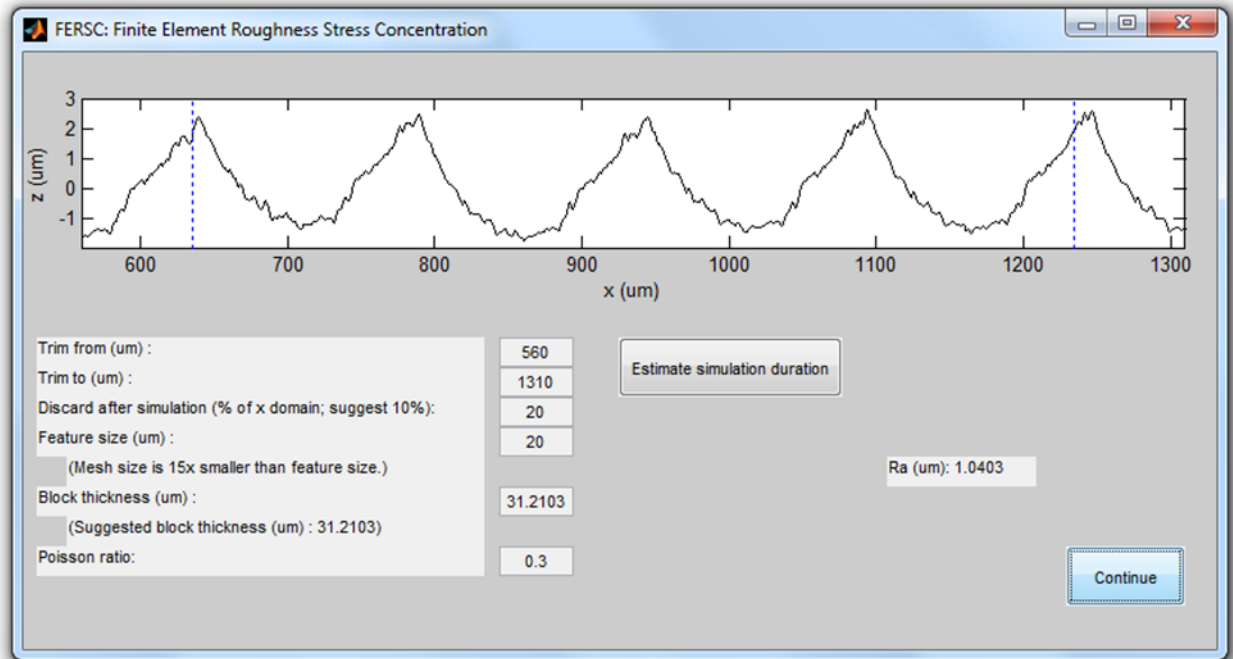 FERSC: Finite Element Roughness Stress Concentration
3
2
1
0
-1
z (um)
600 700 800 900 1000 1100 1200 1300
x (um)
Trim from (um) : 560
Trim to (um) : 1310
Discard after simulation (% of x domain; suggest 10%): 20
Feature size (um) : 20
(Mesh size is 15x smaller than feature size.)
Block thickness (um) : 31.2103
(Suggested block thickness (um) : 31.2103)
Poisson ratio: 0.3
Estimate simulation duration
Ra (um): 1.0403
Continue